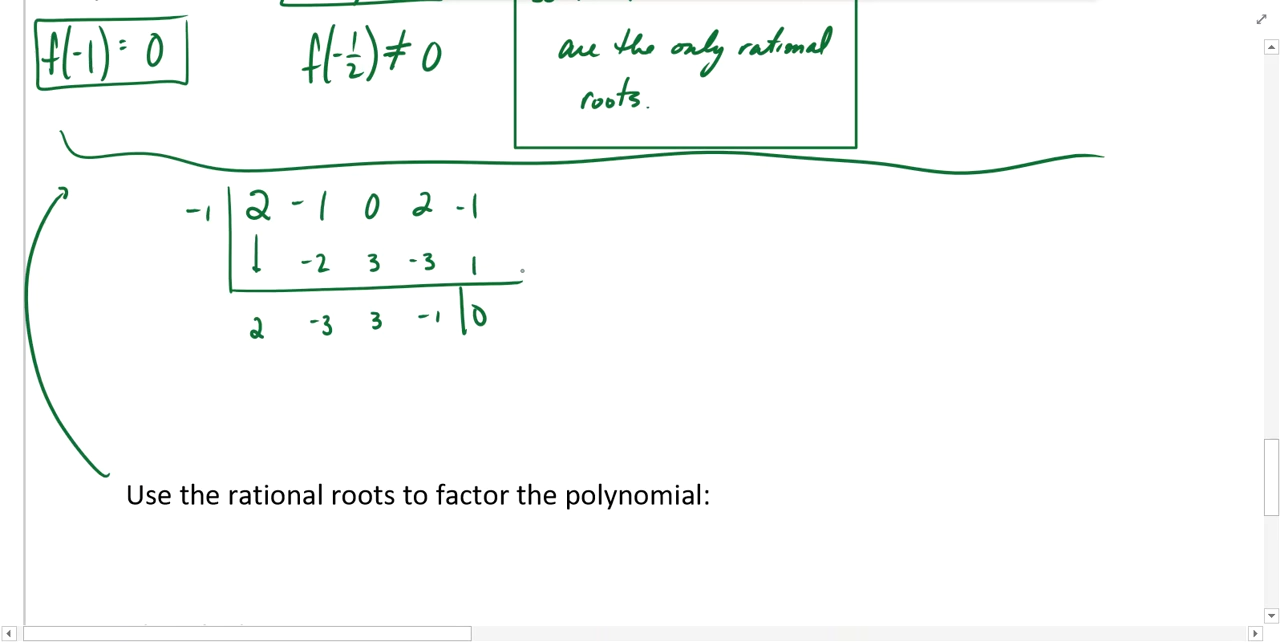 f(-1) = 0
f(-1/2) ≠ 0
are the only rational
roots.
-1 | 2 -1 0 2 -1
↓ -2 3 -3 1
2 -3 3 -1 | 0
Use the rational roots to factor the polynomial: